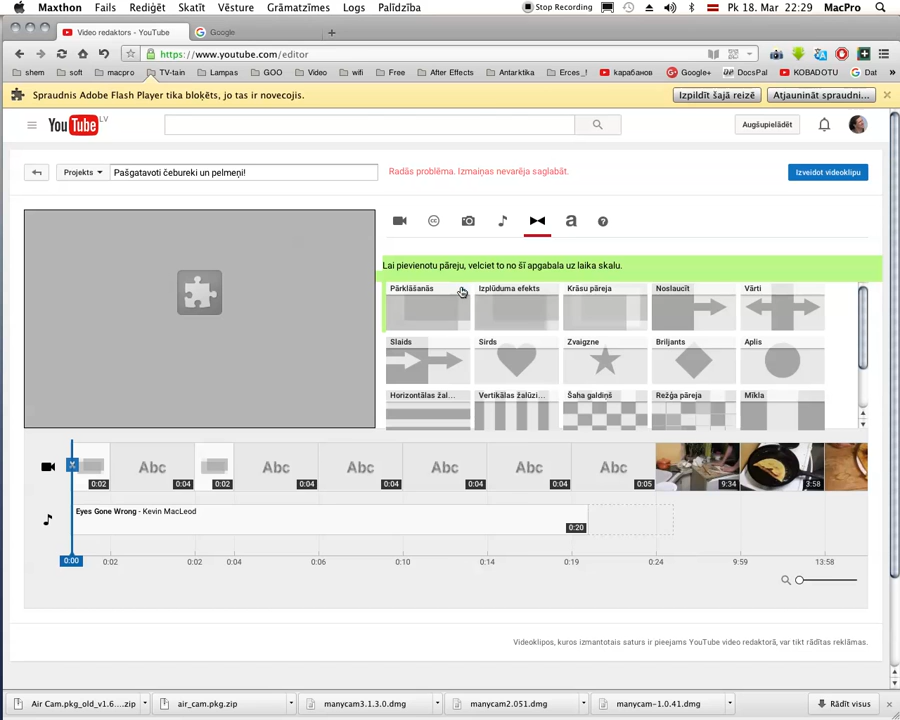 Maxthon Fails Rediģēt Skatīt Vēsture Grāmatzīmes Logs Palīdzība Stop Recording Pk 18. Mar 22:29 MacPro
Video redaktors - YouTube Google
https://www.youtube.com/editor
shem soft macpro TV-tain Lampas GOO Video wifi Free After Effects Antarktika Erces_! карабанов Google+ DocsPal KOBADOTU Dat
Spraudnis Adobe Flash Player tika bloķēts, jo tas ir novecojis. Izpildīt šajā reizē Atjaunināt spraudni...
YouTube LV Augšupielādēt
Projekts Pašgatavoti čebureki un pelmeņi! Radās problēma. Izmaiņas nevarēja saglabāt. Izveidot videoklipu
Lai pievienotu pāreju, velciet to no šī apgabala uz laika skalu.
Pārklāšanās Izplūduma efekts Krāsu pāreja Noslaucīt Vārti
Slaids Sirds Zvaigzne Briljants Aplis
Horizontālas žal... Vertikālas žalūzi... Šaha galdiņš Režģa pāreja Mīkla
Abc Abc Abc Abc Abc Abc
0:02 0:04 0:02 0:04 0:04 0:04 0:04 0:05 9:34 3:58
Eyes Gone Wrong - Kevin MacLeod
0:20
0:00 0:02 0:04 0:06 0:10 0:14 0:19 0:24 9:59 13:58
Videoklipos, kuros izmantotais saturs ir pieejams YouTube video redaktorā, var tikt rādītas reklāmas.
Air Cam.pkg_old_v1.6....zip air_cam.pkg.zip manycam3.1.3.0.dmg manycam2.051.dmg manycam-1.0.41.dmg Rādīt visus